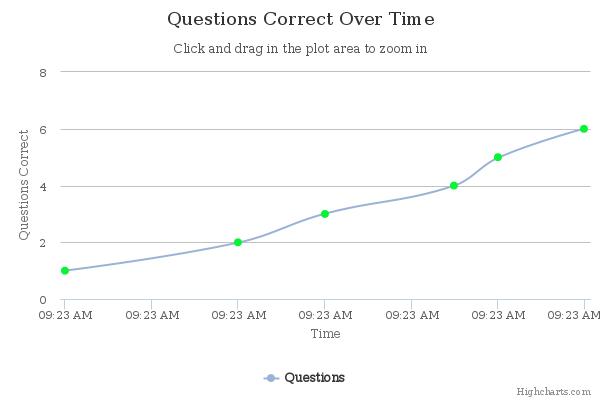 Questions Correct Over Time
Click and drag in the plot area to zoom in
Questions Correct
8
6
4
2
0
09:23 AM 09:23 AM 09:23 AM 09:23 AM 09:23 AM 09:23 AM 09:23 AM
Time
Questions
Highcharts.com